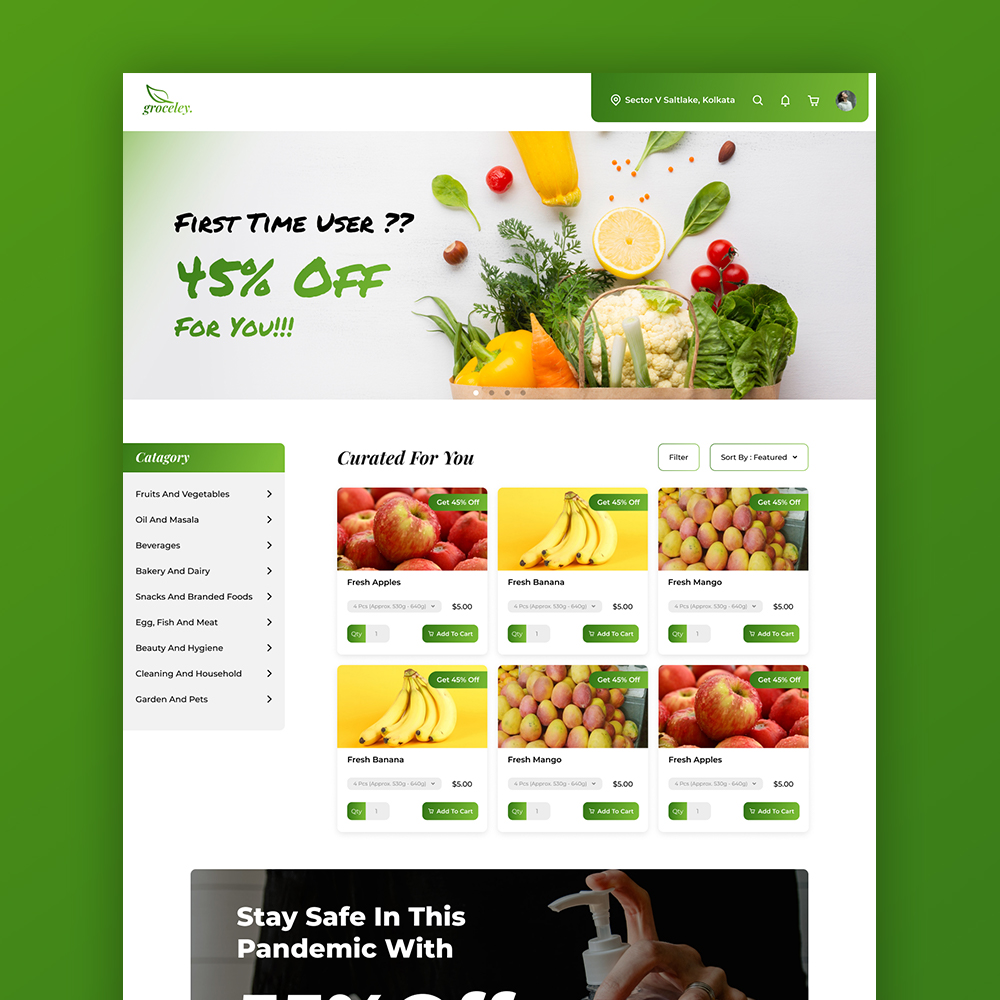 groceley.
Sector V Saltlake, Kolkata
First Time User ??
45% Off
For You!!!
Catagory
Fruits And Vegetables
Oil And Masala
Beverages
Bakery And Dairy
Snacks And Branded Foods
Egg, Fish And Meat
Beauty And Hygiene
Cleaning And Household
Garden And Pets
Curated For You
Filter
Sort By : Featured
Get 45% Off
Fresh Apples
4 Pcs (Approx. 530g - 640g)
$5.00
Qty 1
Add To Cart
Get 45% Off
Fresh Banana
4 Pcs (Approx. 530g - 640g)
$5.00
Qty 1
Add To Cart
Get 45% Off
Fresh Mango
4 Pcs (Approx. 530g - 640g)
$5.00
Qty 1
Add To Cart
Get 45% Off
Fresh Banana
4 Pcs (Approx. 530g - 640g)
$5.00
Qty 1
Add To Cart
Get 45% Off
Fresh Mango
4 Pcs (Approx. 530g - 640g)
$5.00
Qty 1
Add To Cart
Get 45% Off
Fresh Apples
4 Pcs (Approx. 530g - 640g)
$5.00
Qty 1
Add To Cart
Stay Safe In This
Pandemic With